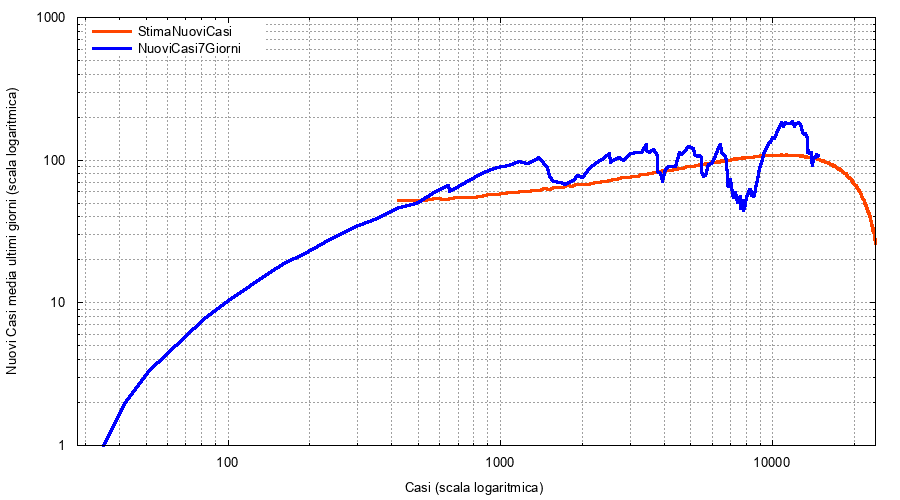 1000
StimaNuoviCasi
NuoviCasi7Giorni
100
10
1
Nuovi Casi media ultimi giorni (scala logaritmica)
100
1000
10000
Casi (scala logaritmica)